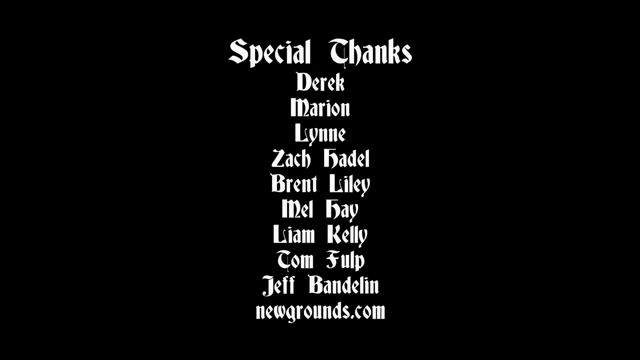 Special Thanks
Derek
Marion
Lynne
Zach Hadel
Brent Liley
Mel Hay
Liam Kelly
Tom Fulp
Jeff Bandelin
newgrounds.com